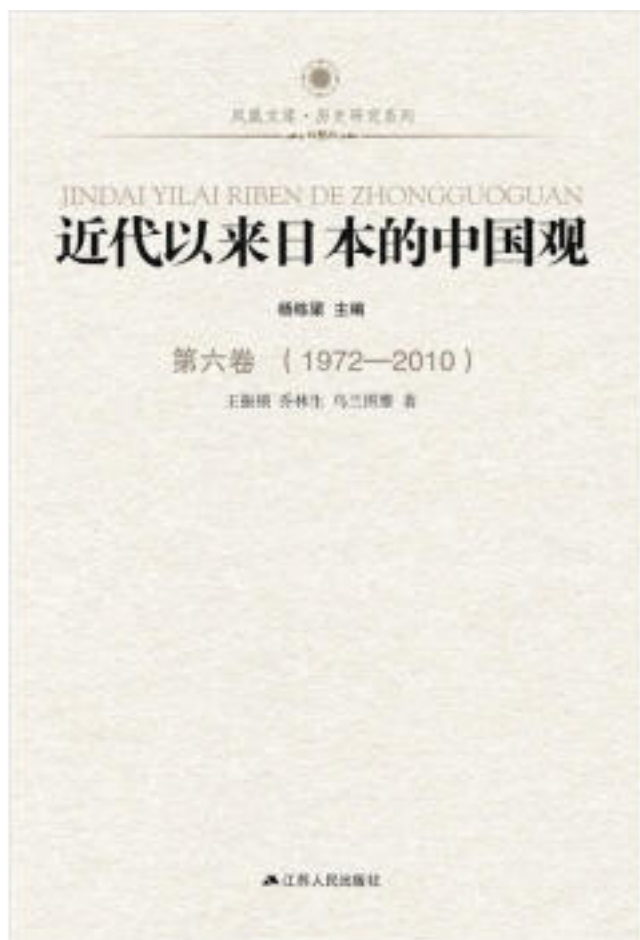 凤凰文库·历史研究系列
JINDAI YILAI RIBEN DE ZHONGGUOGUAN
近代以来日本的中国观
杨栋梁 主编
第六卷 (1972—2010)
王振锁 乔林生 乌兰图雅 著
江苏人民出版社